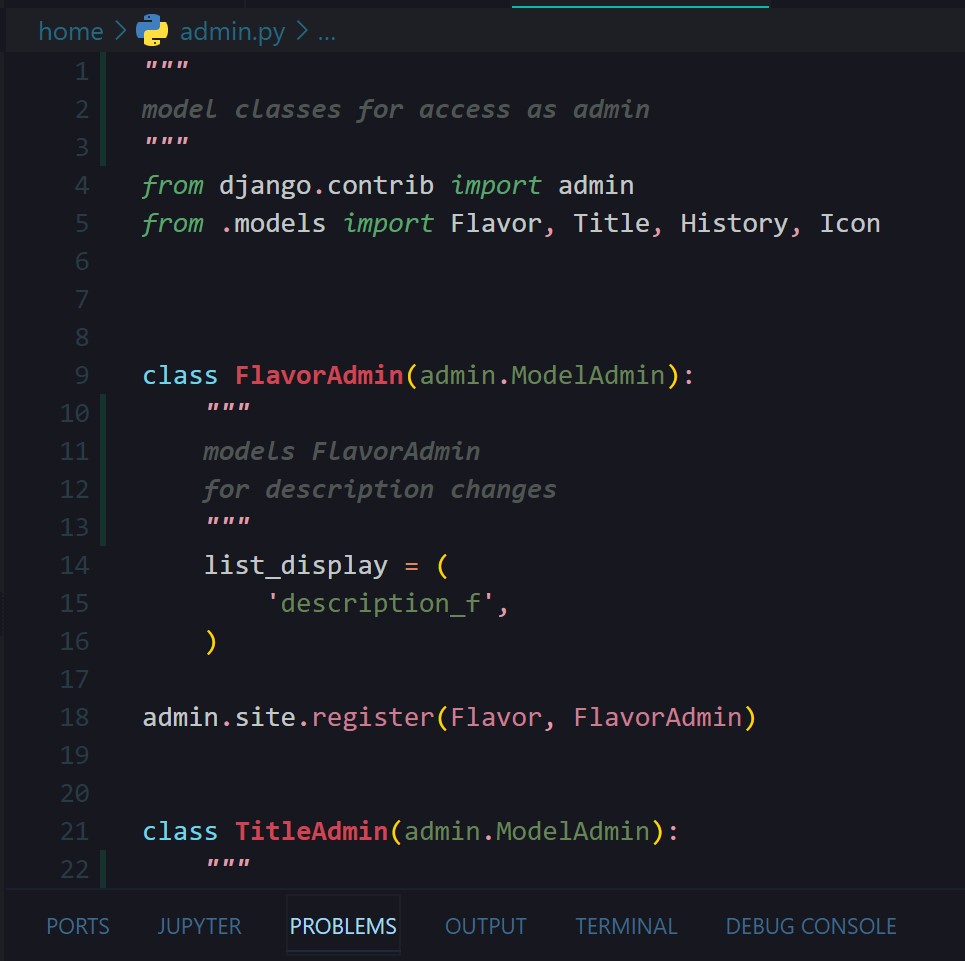 home > admin.py > ...
1 """
2 model classes for access as admin
3 """
4 from django.contrib import admin
5 from .models import Flavor, Title, History, Icon
6
7
8
9 class FlavorAdmin(admin.ModelAdmin):
10     """
11     models FlavorAdmin
12     for description changes
13     """
14     list_display = (
15         'description_f',
16     )
17
18 admin.site.register(Flavor, FlavorAdmin)
19
20
21 class TitleAdmin(admin.ModelAdmin):
22     """
PORTS JUPYTER PROBLEMS OUTPUT TERMINAL DEBUG CONSOLE